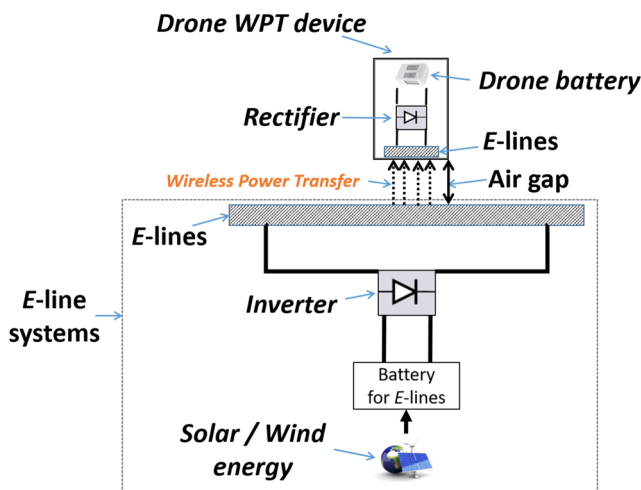 Drone WPT device
Drone battery
Rectifier
E-lines
Wireless Power Transfer
Air gap
E-lines
E-line
systems
Inverter
Battery
for E-lines
Solar / Wind
energy